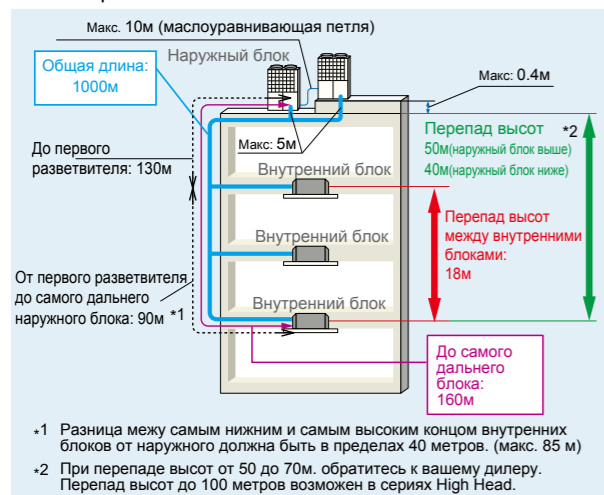 Макс. 10м (маслоуравнивающая петля)
Наружный блок
Общая длина:
1000м
Макс: 0.4м
Макс: 5м
До первого
разветвителя: 130м
Перепад высот *2
50м(наружный блок выше)
40м(наружный блок ниже)
Внутренний блок
Внутренний блок
Внутренний блок
Перепад высот
между внутренними
блоками:
18м
От первого разветвителя
до самого дальнего
наружного блока: 90м *1
До самого
дальнего
блока:
160м
*1 Разница межу самым нижним и самым высоким концом внутренних
блоков от наружного должна быть в пределах 40 метров. (макс. 85 м)
*2 При перепаде высот от 50 до 70м. обратитесь к вашему дилеру.
Перепад высот до 100 метров возможен в сериях High Head.